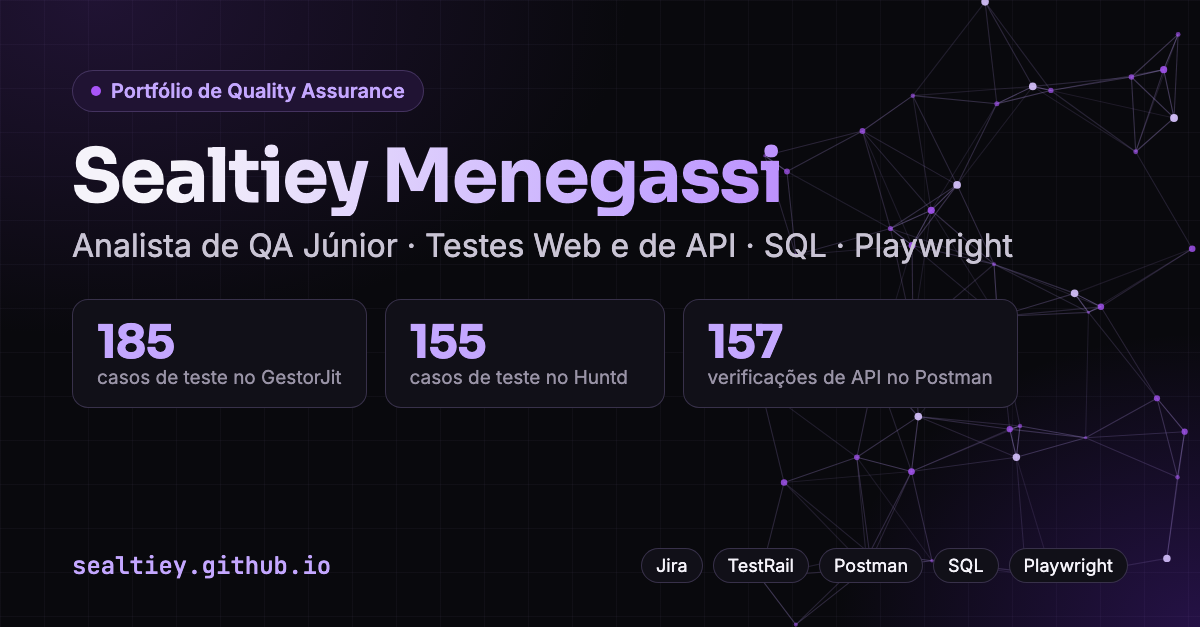 Portfólio de Quality Assurance
Sealtiey Menegassi
Analista de QA Júnior · Testes Web e de API · SQL · Playwright
185
casos de teste no GestorJit
155
casos de teste no Huntd
157
verificações de API no Postman
sealtiey.github.io
Jira TestRail Postman SQL Playwright